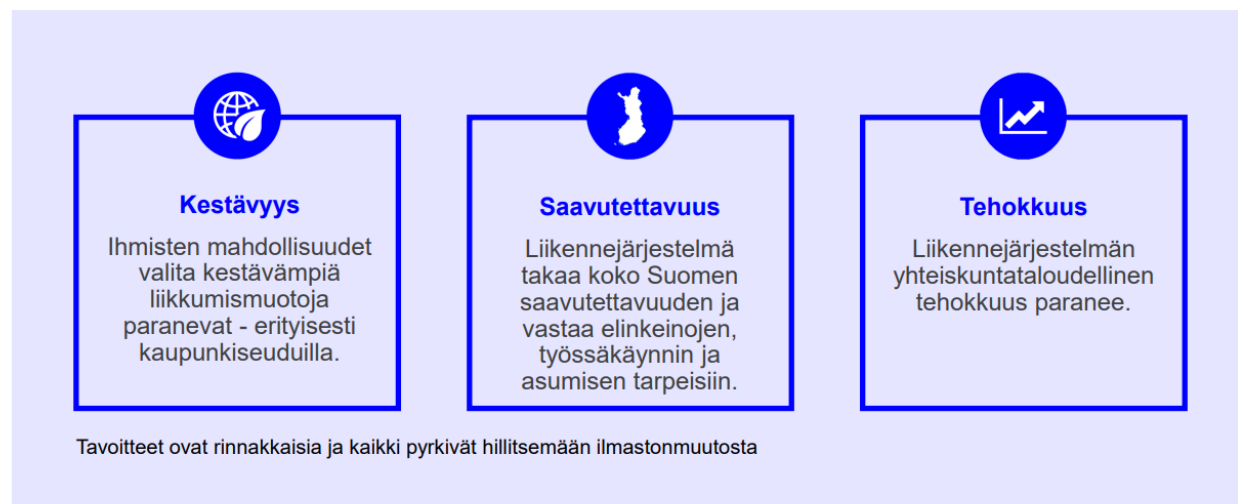 Kestävyys
Ihmisten mahdollisuudet
valita kestävämpiä
liikkumismuotoja
paranevat - erityisesti
kaupunkiseuduilla.
Saavutettavuus
Liikennejärjestelmä
takaa koko Suomen
saavutettavuuden ja
vastaa elinkeinojen,
työssäkäynnin ja
asumisen tarpeisiin.
Tehokkuus
Liikennejärjestelmän
yhteiskuntataloudellinen
tehokkuus paranee.
Tavoitteet ovat rinnakkaisia ja kaikki pyrkivät hillitsemään ilmastonmuutosta